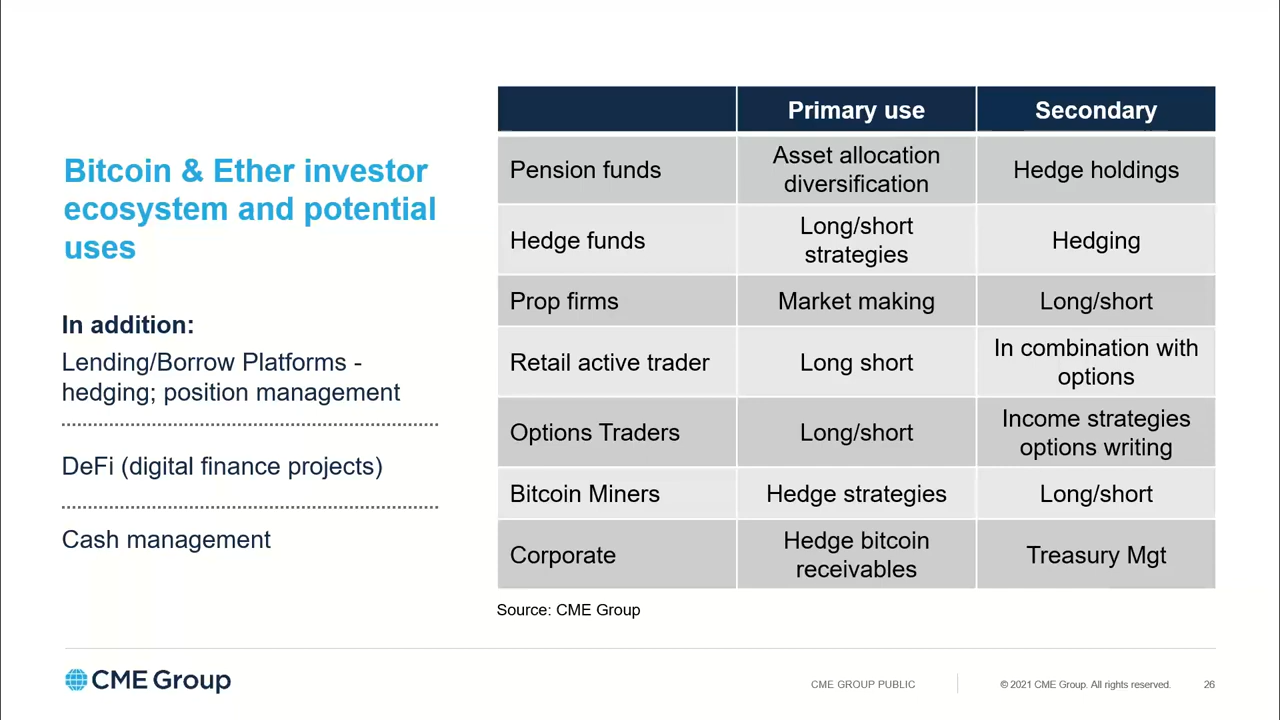 Bitcoin & Ether investor
ecosystem and potential
uses
In addition:
Lending/Borrow Platforms -
hedging; position management
DeFi (digital finance projects)
Cash management
Primary use
Secondary
Pension funds
Asset allocation
diversification
Hedge holdings
Hedge funds
Long/short
strategies
Hedging
Prop firms
Market making
Long/short
Retail active trader
Long short
In combination with
options
Options Traders
Long/short
Income strategies
options writing
Bitcoin Miners
Hedge strategies
Long/short
Corporate
Hedge bitcoin
receivables
Treasury Mgt
Source: CME Group
CME Group
CME GROUP PUBLIC
© 2021 CME Group. All rights reserved.
26